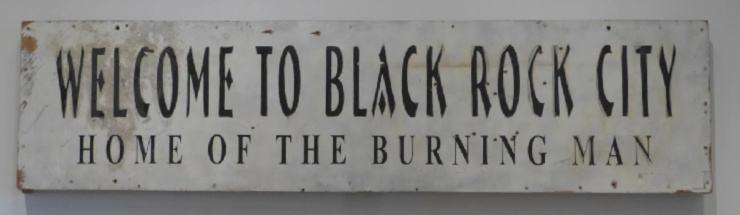 WELCOME TO BLACK ROCK CITY
HOME OF THE BURNING MAN